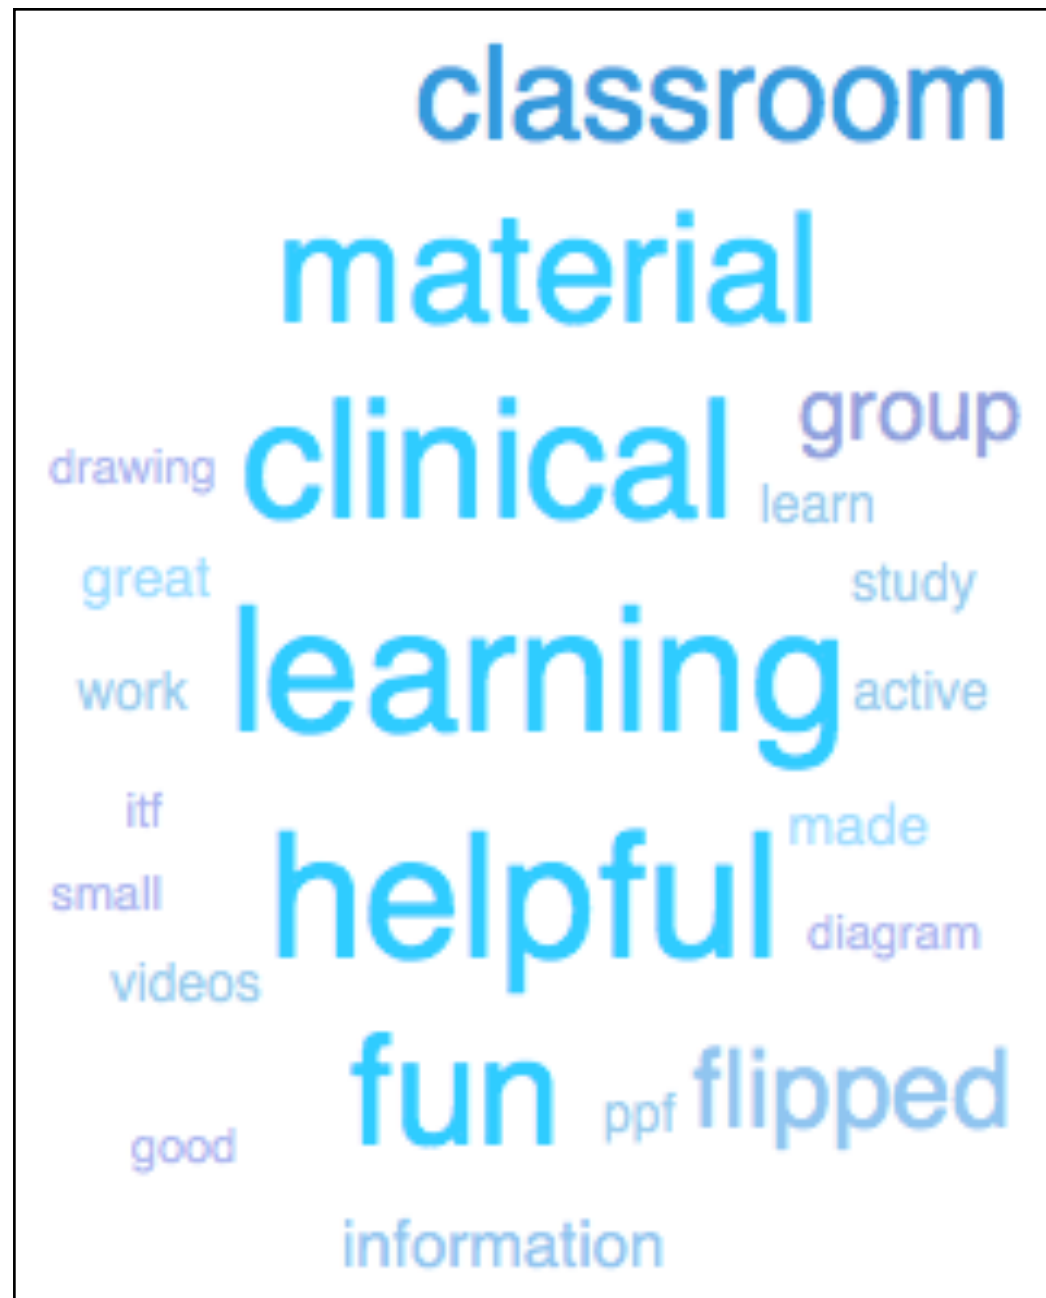 classroom
material
clinical
group
drawing
learn
great
study
learning
work
active
itf
made
helpful
small
diagram
videos
fun
ppf
flipped
good
information